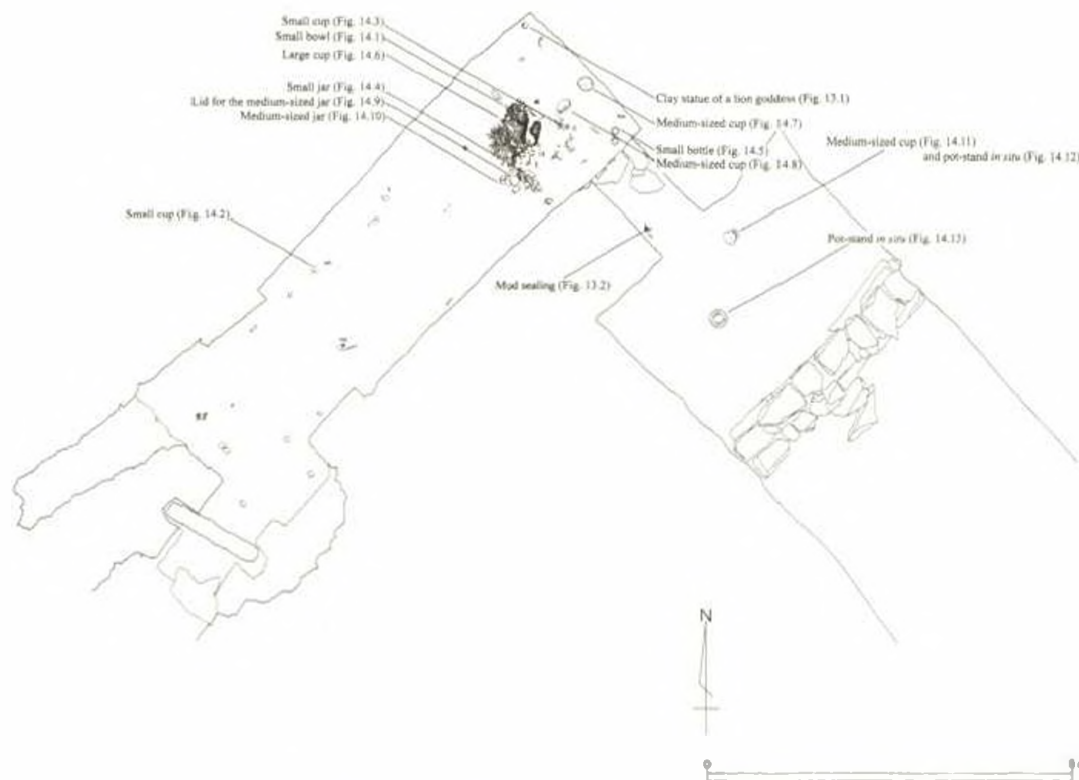 Small cup (Fig. 14.3)
Small bowl (Fig. 14.1)
Large cup (Fig. 14.6)
Small jar (Fig. 14.4)
Lid for the medium-sized jar (Fig. 14.9)
Medium-sized jar (Fig. 14.10)
Small cup (Fig. 14.2)
Clay statue of a lion goddess (Fig. 13.1)
Medium-sized cup (Fig. 14.7)
Small bottle (Fig. 14.5)
Medium-sized cup (Fig. 14.8)
Medium-sized cup (Fig. 14.11)
and pot-stand in situ (Fig. 14.12)
Pot-stand in situ (Fig. 14.13)
Mud sealing (Fig. 13.2)
N